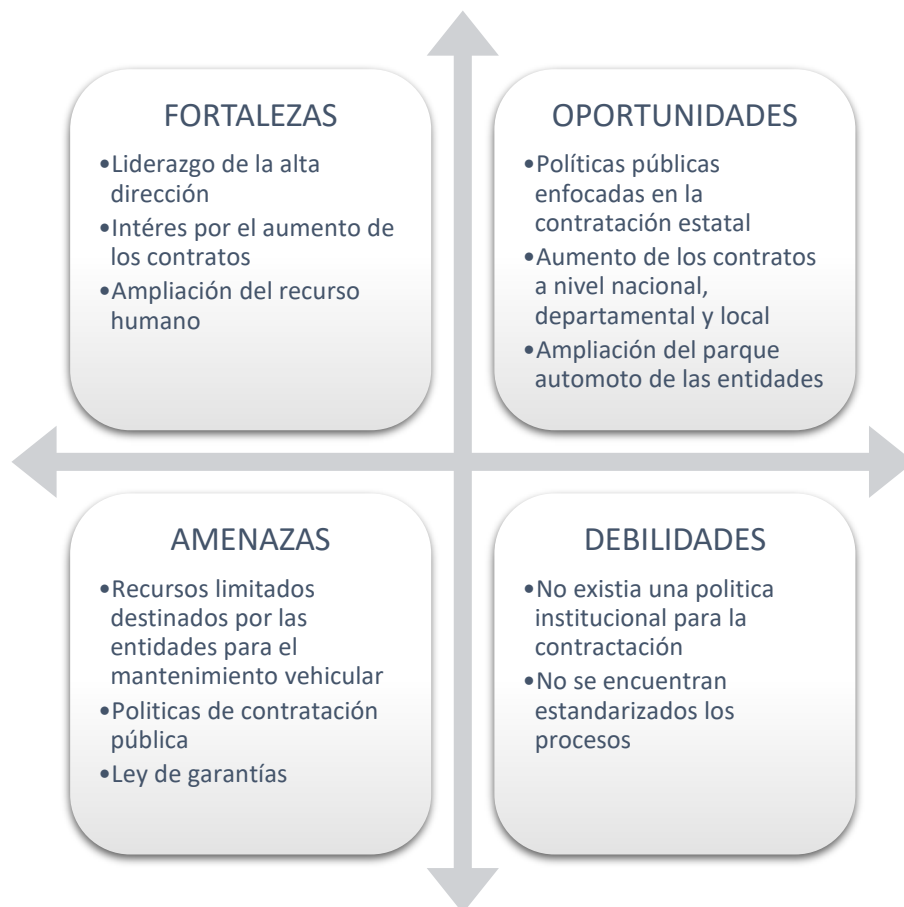 FORTALEZAS
•Liderazgo de la alta
dirección
•Intéres por el aumento de
los contratos
•Ampliación del recurso
humano
OPORTUNIDADES
•Políticas públicas
enfocadas en la
contratación estatal
•Aumento de los contratos
a nivel nacional,
departamental y local
•Ampliación del parque
automoto de las entidades
AMENAZAS
•Recursos limitados
destinados por las
entidades para el
mantenimiento vehicular
•Politicas de contratación
pública
•Ley de garantías
DEBILIDADES
•No existia una politica
institucional para la
contractación
•No se encuentran
estandarizados los
procesos